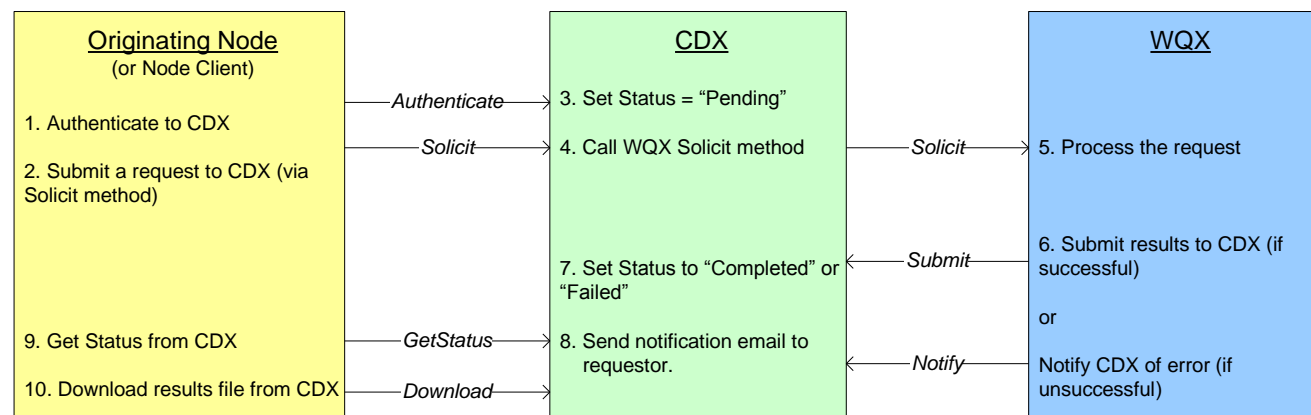 Originating Node
(or Node Client)
1. Authenticate to CDX
2. Submit a request to CDX (via
Solicit method)
9. Get Status from CDX
10. Download results file from CDX
Authenticate
Solicit
GetStatus
Download
CDX
3. Set Status = “Pending”
4. Call WQX Solicit method
7. Set Status to “Completed” or
“Failed”
8. Send notification email to
requestor.
Solicit
Submit
Notify
WQX
5. Process the request
6. Submit results to CDX (if
successful)
or
Notify CDX of error (if
unsuccessful)